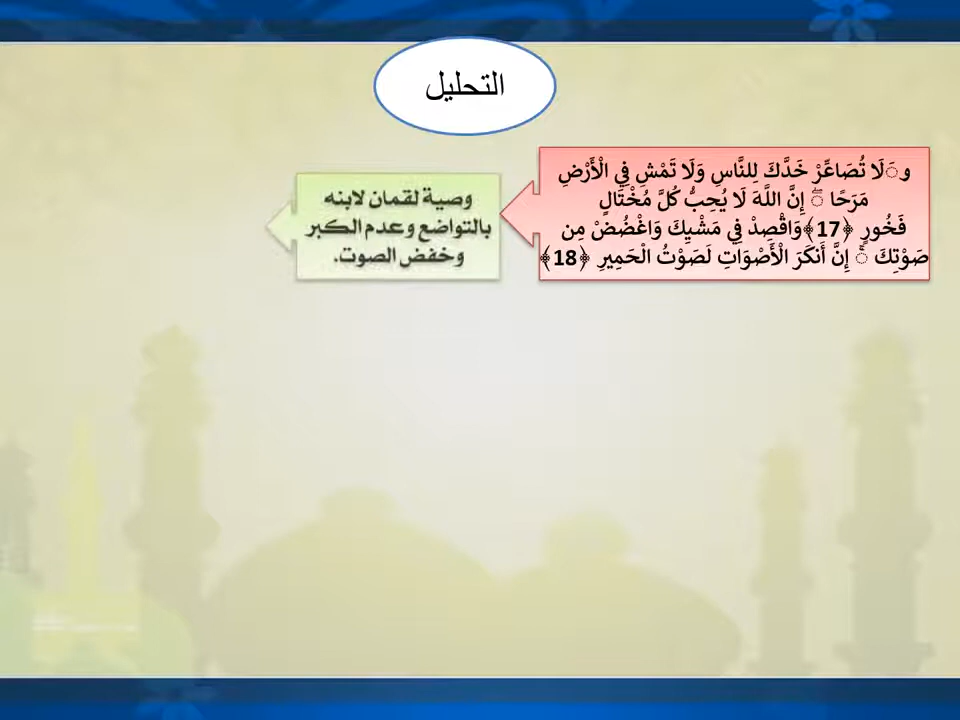 التحليل
وَلَا تُصَاعِّرْ خَدَّكَ لِلنَّاسِ وَلَا تَمْشِ فِي الْأَرْضِ
مَرَحًا ۖ إِنَّ اللَّهَ لَا يُحِبُّ كُلَّ مُخْتَالٍ
فَخُورٍ ﴿17﴾وَاقْصِدْ فِي مَشْيِكَ وَاغْضُضْ مِن
صَوْتِكَ ۚ إِنَّ أَنكَرَ الْأَصْوَاتِ لَصَوْتُ الْحَمِيرِ ﴿18﴾
وصية لقمان لابنه
بالتواضع وعدم الكبر
وخفض الصوت.